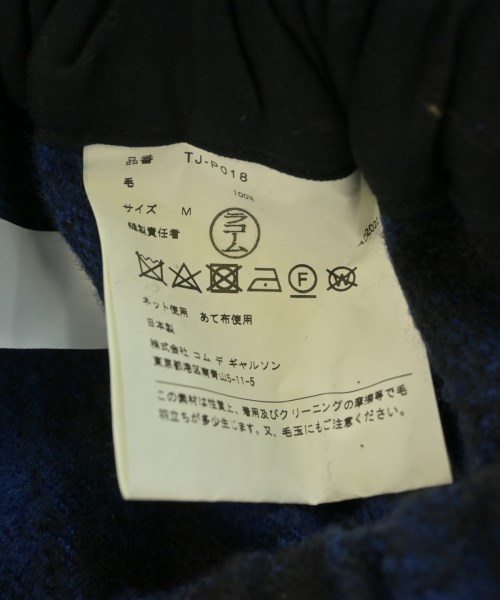 品番 TJ-P018
毛 100%
サイズ M
縫製責任者 ラコーム
F W
ネット使用 あて布使用
日本製
株式会社 コム デ ギャルソン
東京都港区南青山5-11-5
この素材は性質上、着用及びクリーニングの摩擦等で毛
羽立ちが多少生じます。又、毛玉にもご注意ください。